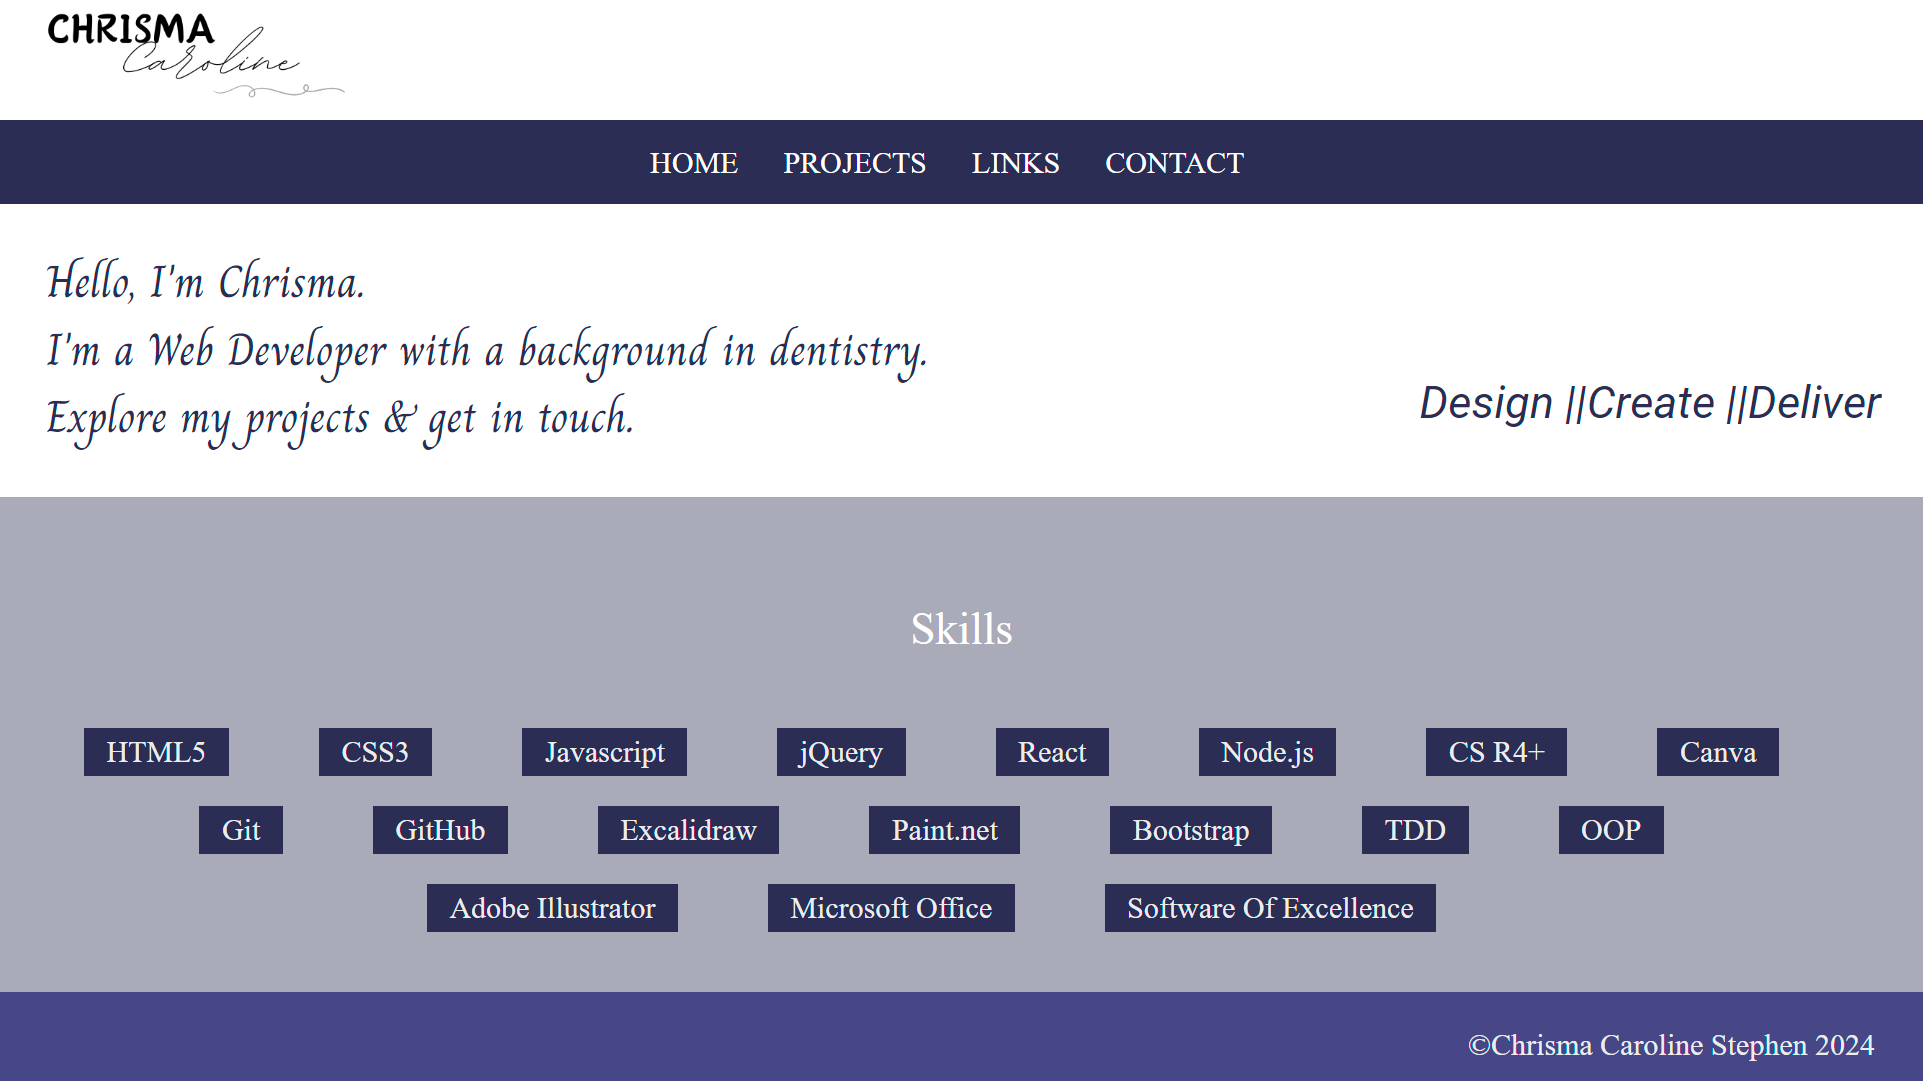 CHRISMA
Caroline
HOME PROJECTS LINKS CONTACT
Hello, I'm Chrisma.
I'm a Web Developer with a background in dentistry.
Explore my projects & get in touch.
Design ||Create ||Deliver
Skills
HTML5 CSS3 Javascript jQuery React Node.js CS R4+ Canva
Git GitHub Excalidraw Paint.net Bootstrap TDD OOP
Adobe Illustrator Microsoft Office Software Of Excellence
©Chrisma Caroline Stephen 2024